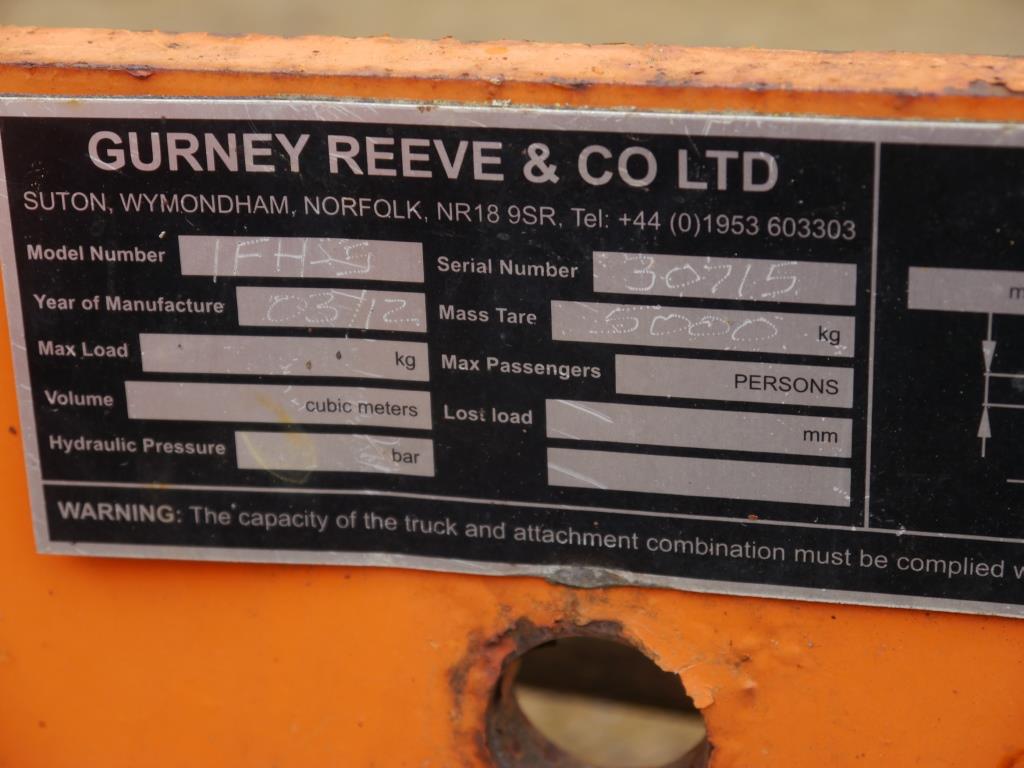 GURNEY REEVE & CO LTD
SUTON, WYMONDHAM, NORFOLK, NR18 9SR, Tel: +44 (0)1953 603303
Model Number IFHX5 Serial Number 30715
Year of Manufacture 03/12 Mass Tare 5000 kg
Max Load kg Max Passengers PERSONS
Volume cubic meters Lost load mm
Hydraulic Pressure bar
WARNING: The capacity of the truck and attachment combination must be complied